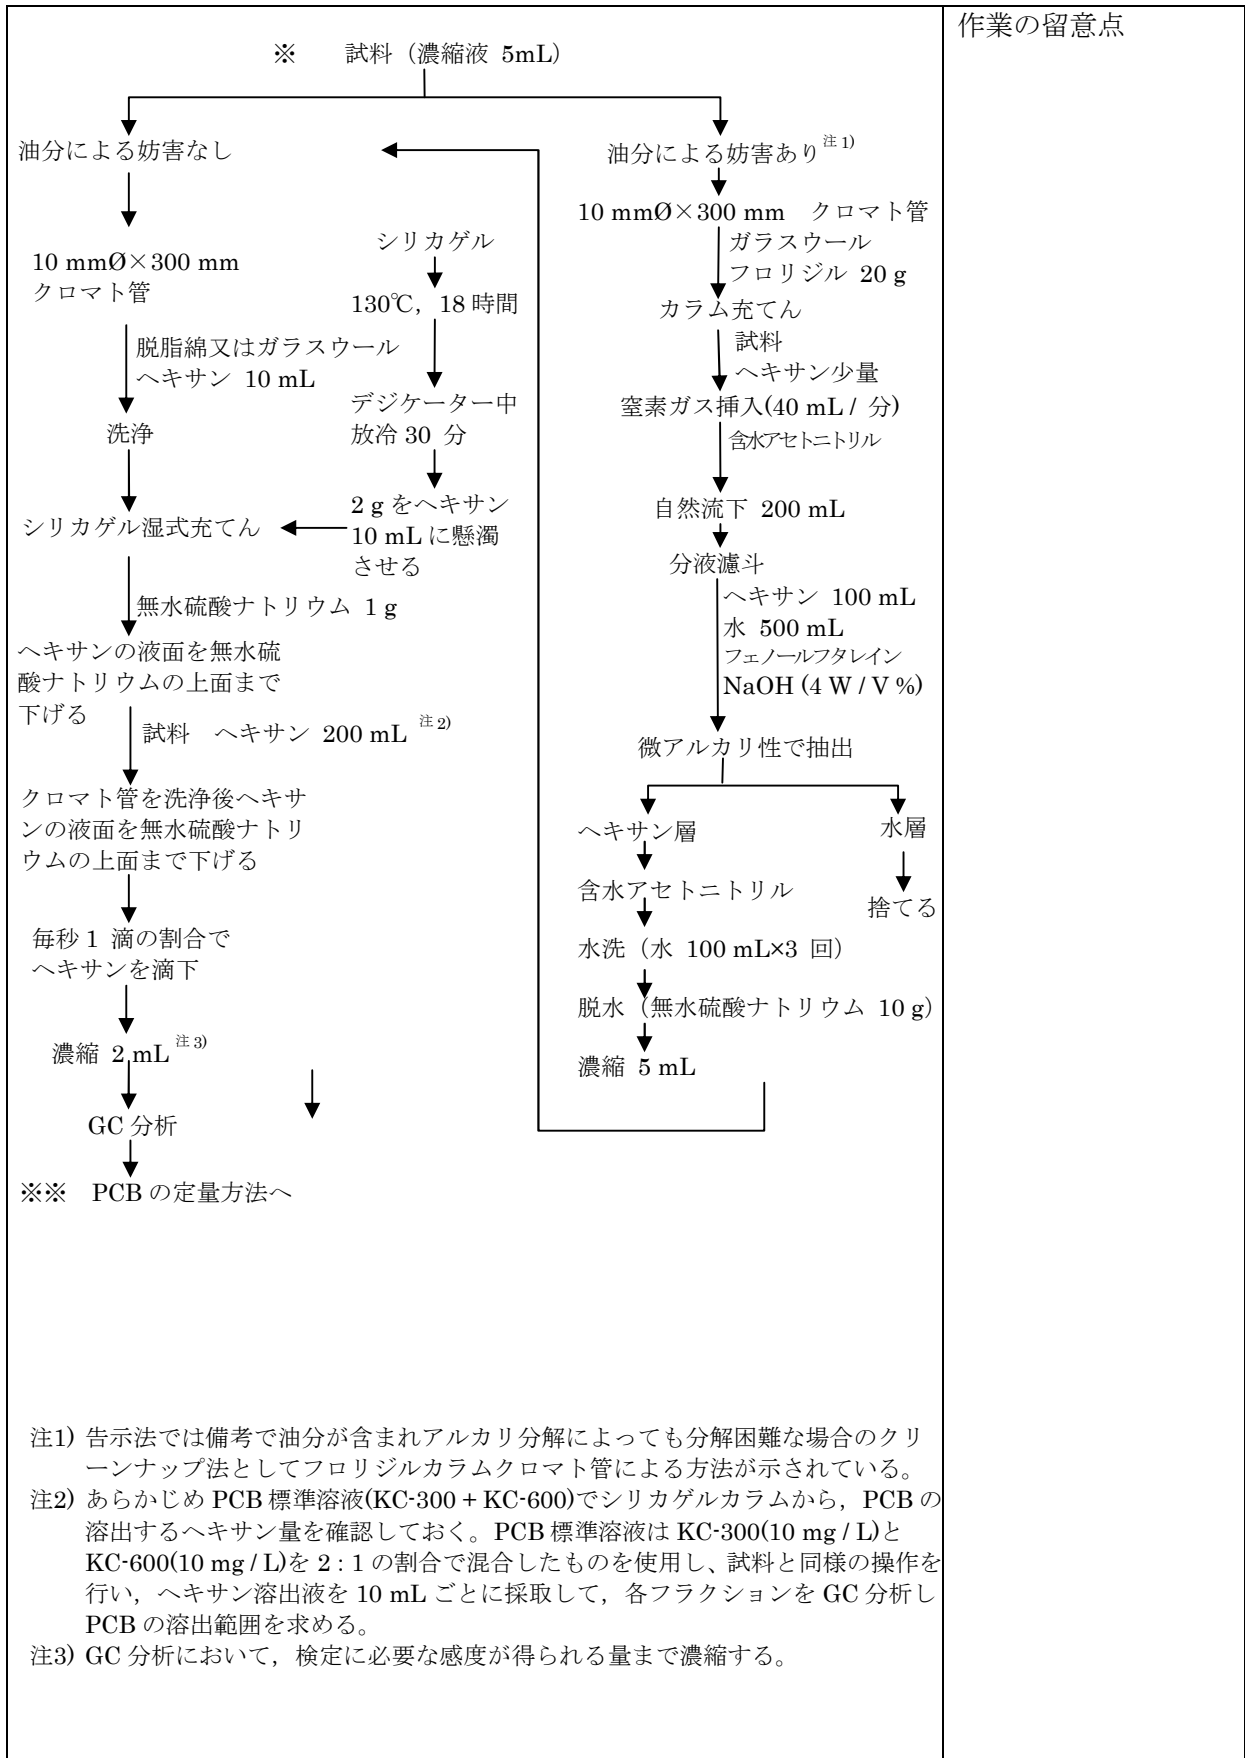 作業の留意点
※　試料（濃縮液 5mL）
油分による妨害なし
10 mmØ×300 mm
クロマト管
脱脂綿又はガラスウール
ヘキサン 10 mL
洗浄
シリカゲル湿式充てん
シリカゲル
130℃，18 時間
デジケーター中
放冷 30 分
2 g をヘキサン
10 mL に懸濁
させる
無水硫酸ナトリウム 1 g
ヘキサンの液面を無水硫
酸ナトリウムの上面まで
下げる
試料　ヘキサン 200 mL 注2)
クロマト管を洗浄後ヘキサ
ンの液面を無水硫酸ナトリ
ウムの上面まで下げる
毎秒 1 滴の割合で
ヘキサンを滴下
濃縮 2 mL 注3)
GC 分析
※※　PCB の定量方法へ
油分による妨害あり 注1)
10 mmØ×300 mm　クロマト管
ガラスウール
フロリジル 20 g
カラム充てん
試料
ヘキサン少量
窒素ガス挿入(40 mL / 分)
含水アセトニトリル
自然流下 200 mL
分液濾斗
ヘキサン 100 mL
水 500 mL
フェノールフタレイン
NaOH (4 W / V %)
微アルカリ性で抽出
ヘキサン層
水層
含水アセトニトリル
捨てる
水洗（水 100 mL×3 回）
脱水（無水硫酸ナトリウム 10 g）
濃縮 5 mL
注1) 告示法では備考で油分が含まれアルカリ分解によっても分解困難な場合のクリ
ーンナップ法としてフロリジルカラムクロマト管による方法が示されている。
注2) あらかじめ PCB 標準溶液(KC-300 + KC-600)でシリカゲルカラムから，PCB の
溶出するヘキサン量を確認しておく。PCB 標準溶液は KC-300(10 mg / L)と
KC-600(10 mg / L)を 2 : 1 の割合で混合したものを使用し、試料と同様の操作を
行い，ヘキサン溶出液を 10 mL ごとに採取して，各フラクションを GC 分析し
PCB の溶出範囲を求める。
注3) GC 分析において，検定に必要な感度が得られる量まで濃縮する。